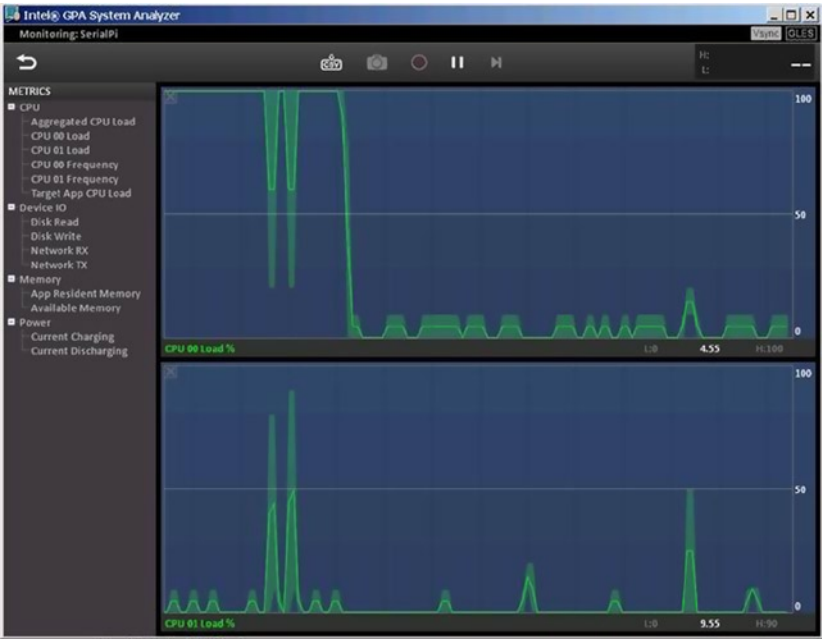 Intel® GPA System Analyzer
Monitoring: SerialPi
Vsync GLES
CSV
H:
L:
--
METRICS
CPU
Aggregated CPU Load
CPU 00 Load
CPU 01 Load
CPU 00 Frequency
CPU 01 Frequency
Target App CPU Load
Device IO
Disk Read
Disk Write
Network RX
Network TX
Memory
App Resident Memory
Available Memory
Power
Current Charging
Current Discharging
100
50
0
CPU 00 Load % L:0 4.55 H:100
100
50
0
CPU 01 Load % L:0 9.55 H:90